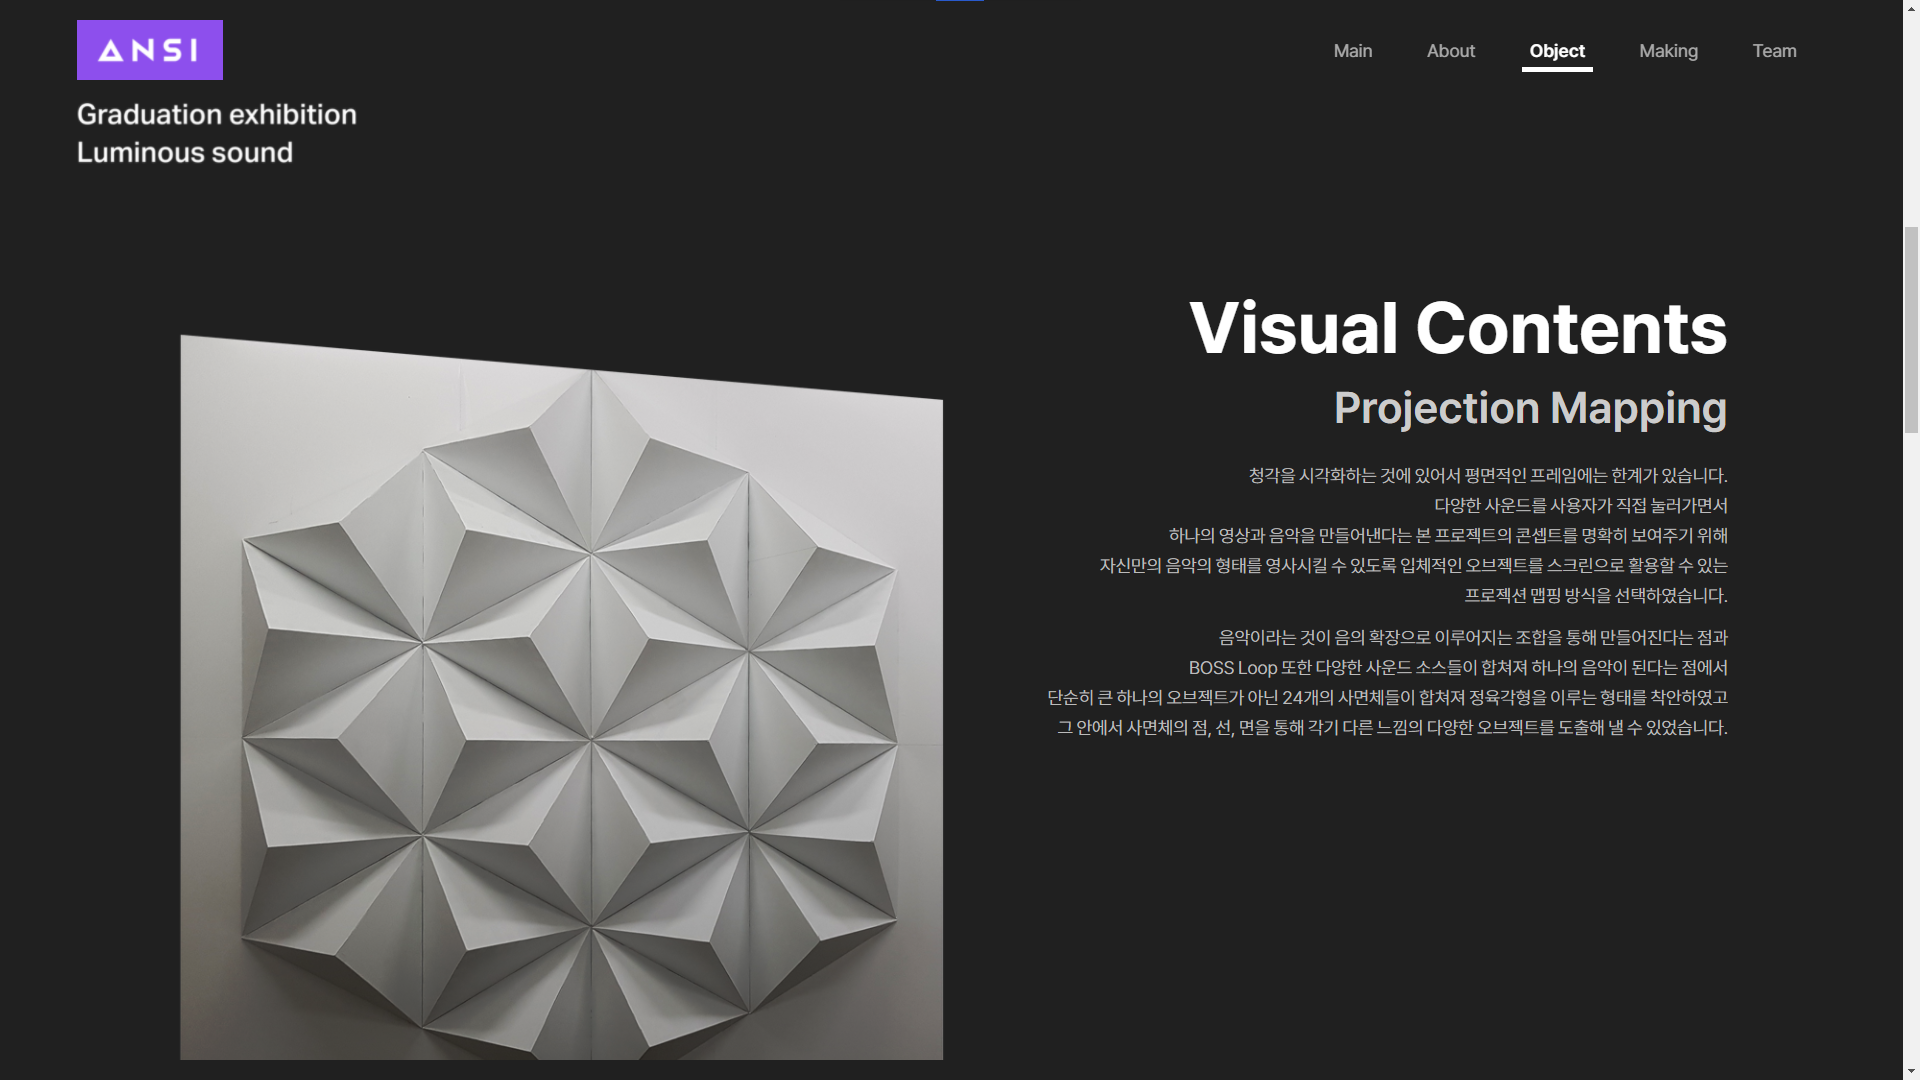 ANSI
Graduation exhibition
Luminous sound
Main
About
Object
Making
Team
Visual Contents
Projection Mapping
청각을 시각화하는 것에 있어서 평면적인 프레임에는 한계가 있습니다.
다양한 사운드를 사용자가 직접 눌러가면서
하나의 영상과 음악을 만들어낸다는 본 프로젝트의 콘셉트를 명확히 보여주기 위해
자신만의 음악의 형태를 영사시킬 수 있도록 입체적인 오브젝트를 스크린으로 활용할 수 있는
프로젝션 맵핑 방식을 선택하였습니다.
음악이라는 것이 음의 확장으로 이루어지는 조합을 통해 만들어진다는 점과
BOSS Loop 또한 다양한 사운드 소스들이 합쳐져 하나의 음악이 된다는 점에서
단순히 큰 하나의 오브젝트가 아닌 24개의 사면체들이 합쳐져 정육각형을 이루는 형태를 착안하였고
그 안에서 사면체의 점, 선, 면을 통해 각기 다른 느낌의 다양한 오브젝트를 도출해 낼 수 있었습니다.